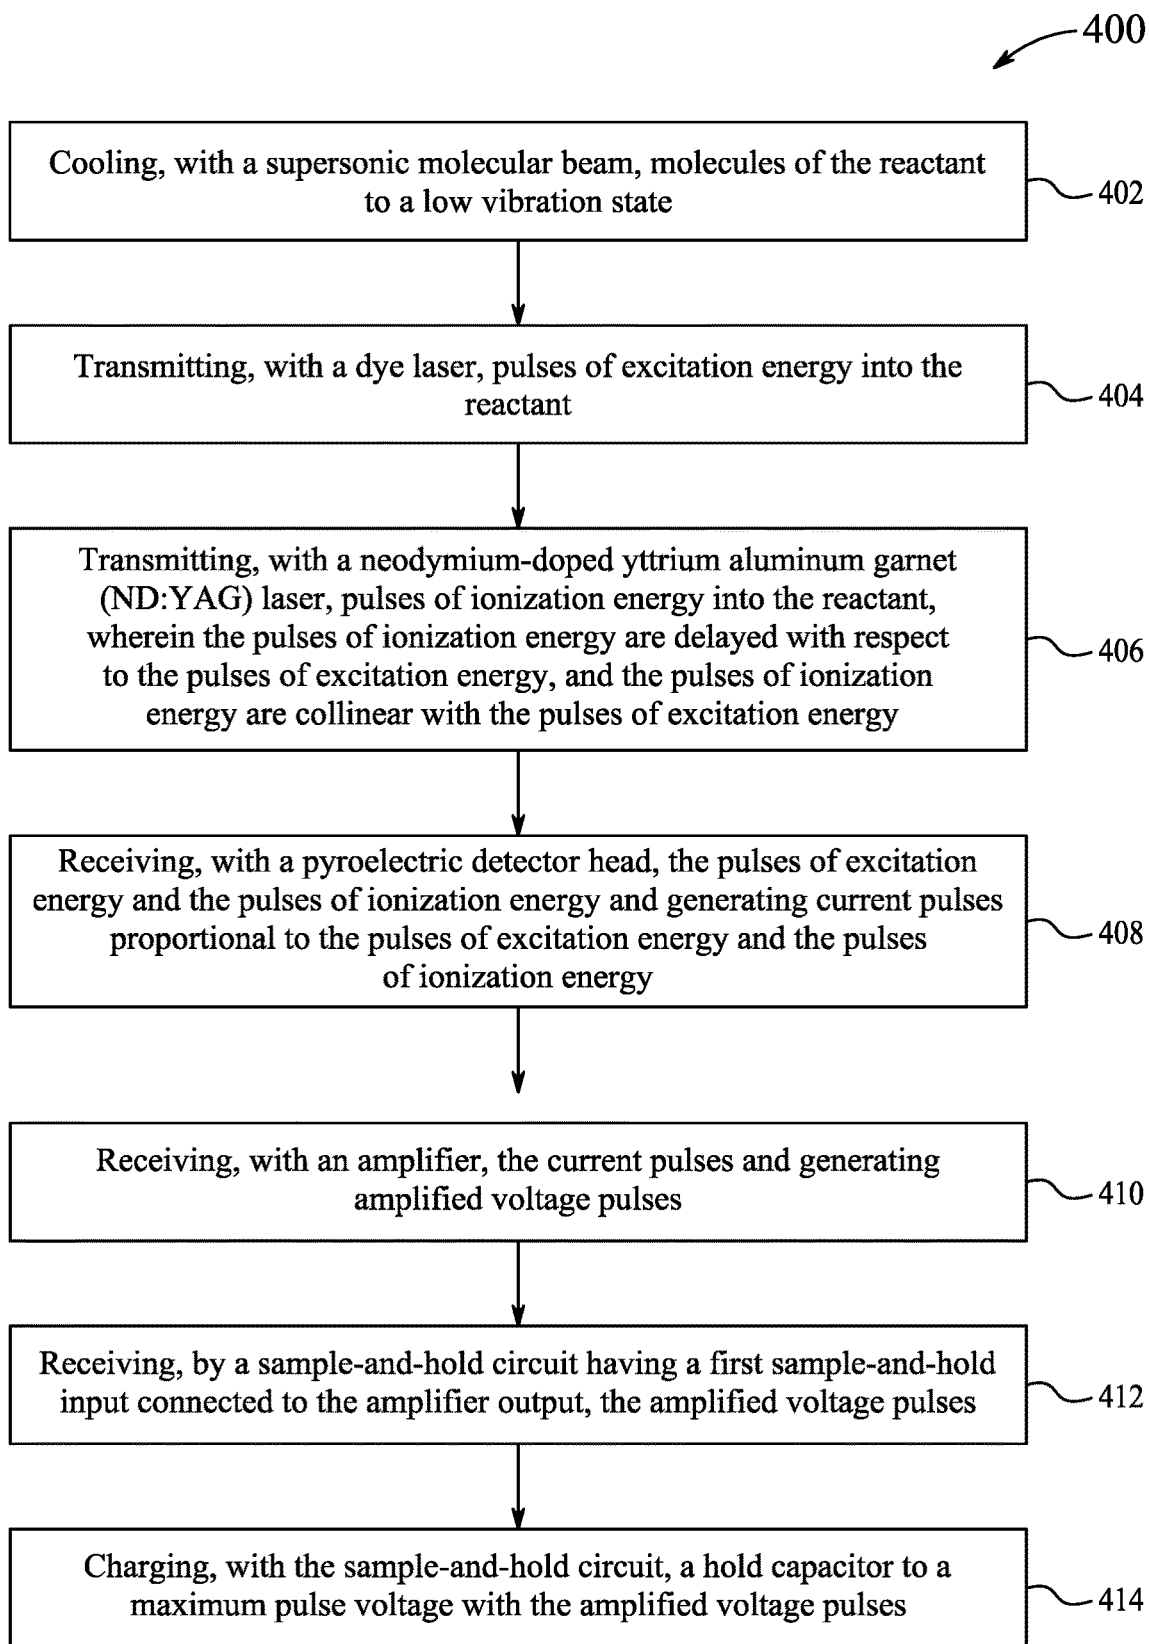 400
Cooling, with a supersonic molecular beam, molecules of the reactant
to a low vibration state
402
Transmitting, with a dye laser, pulses of excitation energy into the
reactant
404
Transmitting, with a neodymium-doped yttrium aluminum garnet
(ND:YAG) laser, pulses of ionization energy into the reactant,
wherein the pulses of ionization energy are delayed with respect
to the pulses of excitation energy, and the pulses of ionization
energy are collinear with the pulses of excitation energy
406
Receiving, with a pyroelectric detector head, the pulses of excitation
energy and the pulses of ionization energy and generating current pulses
proportional to the pulses of excitation energy and the pulses
of ionization energy
408
Receiving, with an amplifier, the current pulses and generating
amplified voltage pulses
410
Receiving, by a sample-and-hold circuit having a first sample-and-hold
input connected to the amplifier output, the amplified voltage pulses
412
Charging, with the sample-and-hold circuit, a hold capacitor to a
maximum pulse voltage with the amplified voltage pulses
414